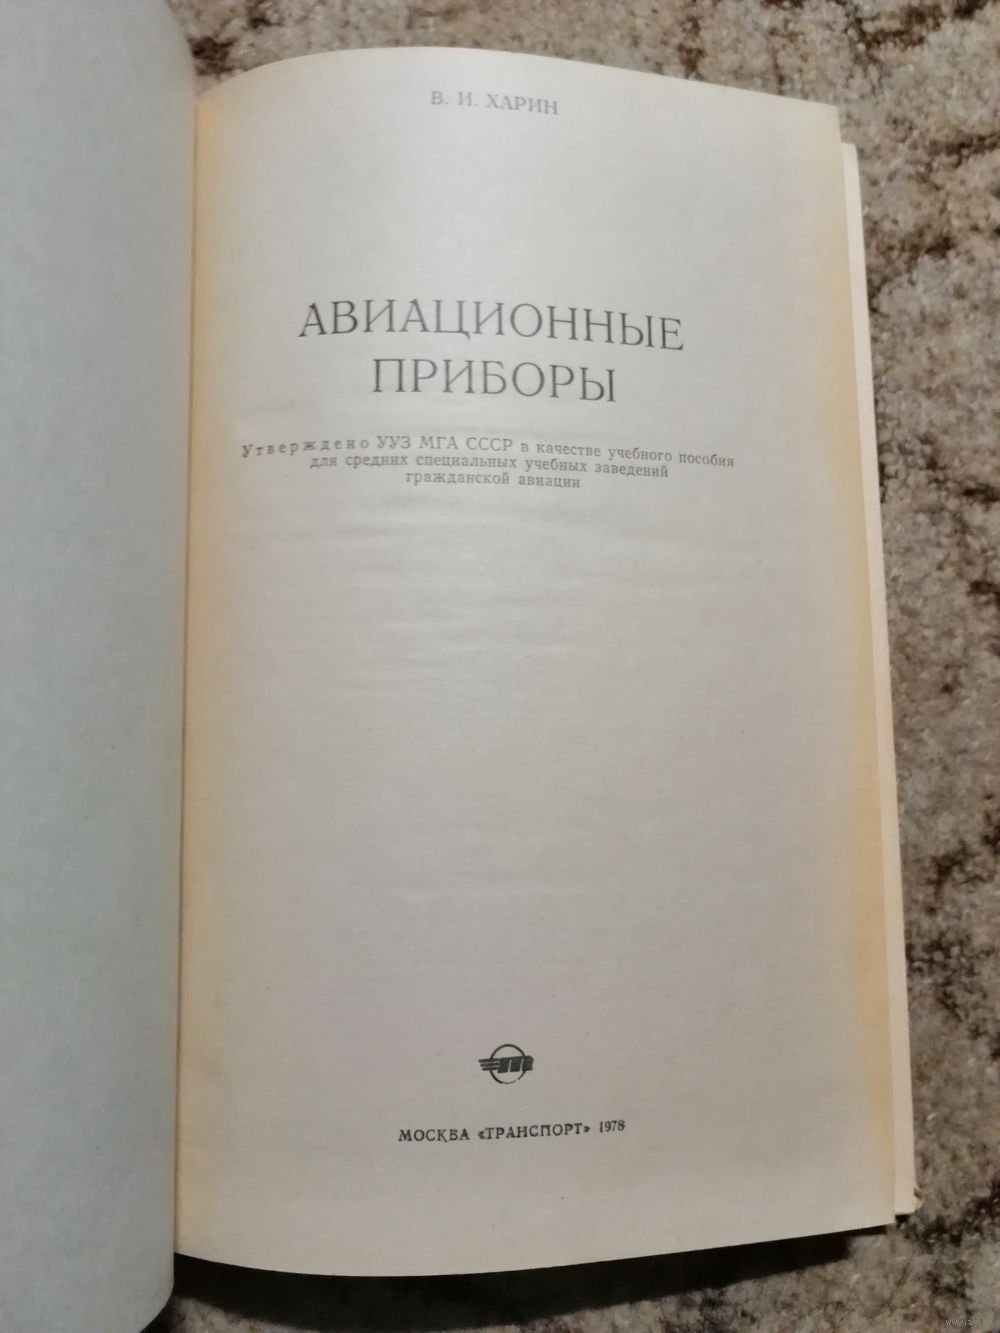 В. И. ХАРИН
АВИАЦИОННЫЕ
ПРИБОРЫ
Утверждено УУЗ МГА СССР в качестве учебного пособия
для средних специальных учебных заведений
гражданской авиации
МОСКВА «ТРАНСПОРТ» 1978